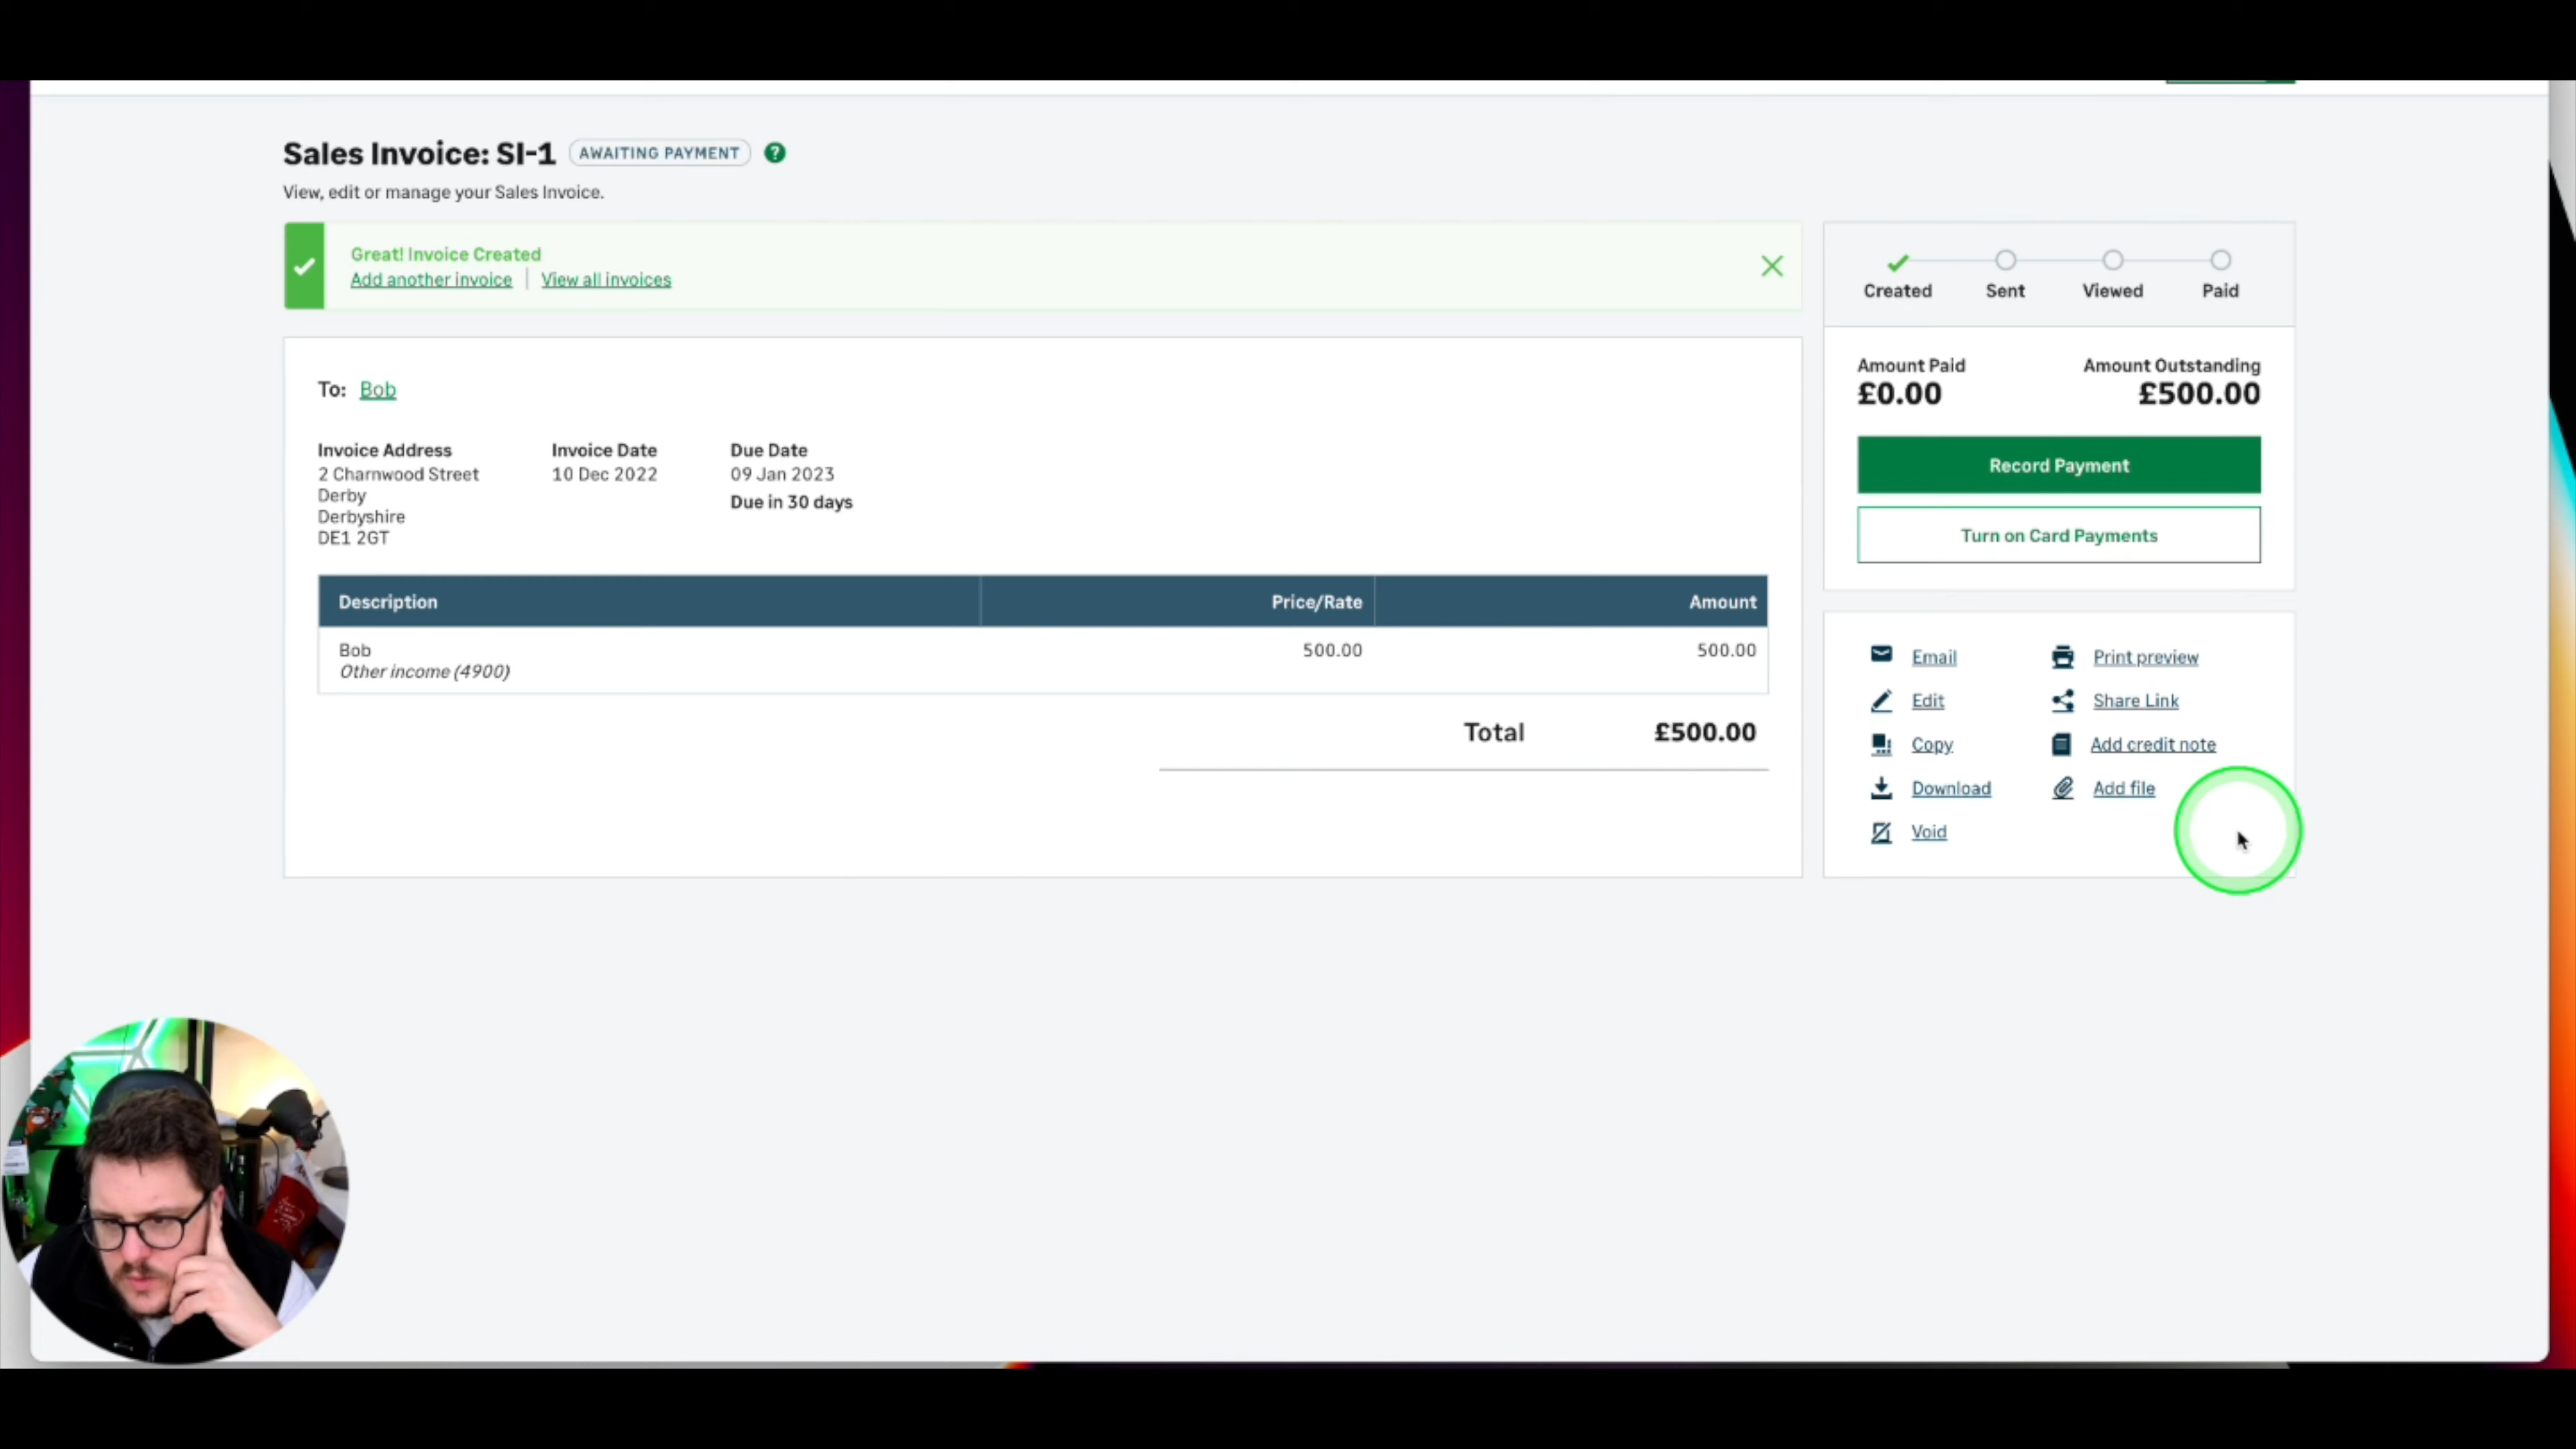 Sales Invoice: SI-1 AWAITING PAYMENT ?
View, edit or manage your Sales Invoice.
Great! Invoice Created
Add another invoice | View all invoices
Created Sent Viewed Paid
Amount Paid Amount Outstanding
£0.00 £500.00
Record Payment
Turn on Card Payments
To: Bob
Invoice Address Invoice Date Due Date
2 Charnwood Street 10 Dec 2022 09 Jan 2023
Derby Due in 30 days
Derbyshire
DE1 2GT
Description Price/Rate Amount
Bob 500.00 500.00
Other income (4900)
Total £500.00
Email Print preview
Edit Share Link
Copy Add credit note
Download Add file
Void